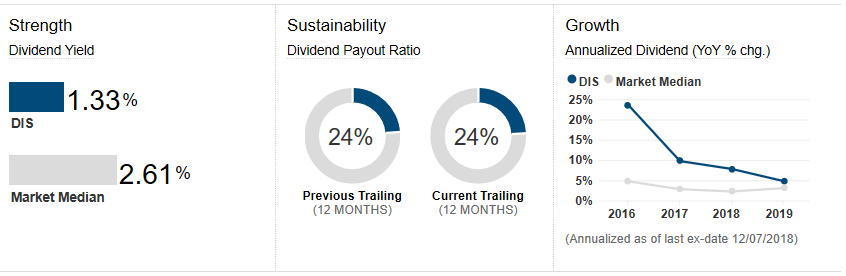 Strength
Dividend Yield
1.33%
DIS
2.61%
Market Median
Sustainability
Dividend Payout Ratio
24%
Previous Trailing
(12 MONTHS)
24%
Current Trailing
(12 MONTHS)
Growth
Annualized Dividend (YoY % chg.)
DIS Market Median
25%
20%
15%
10%
5%
0%
2016 2017 2018 2019
(Annualized as of last ex-date 12/07/2018)